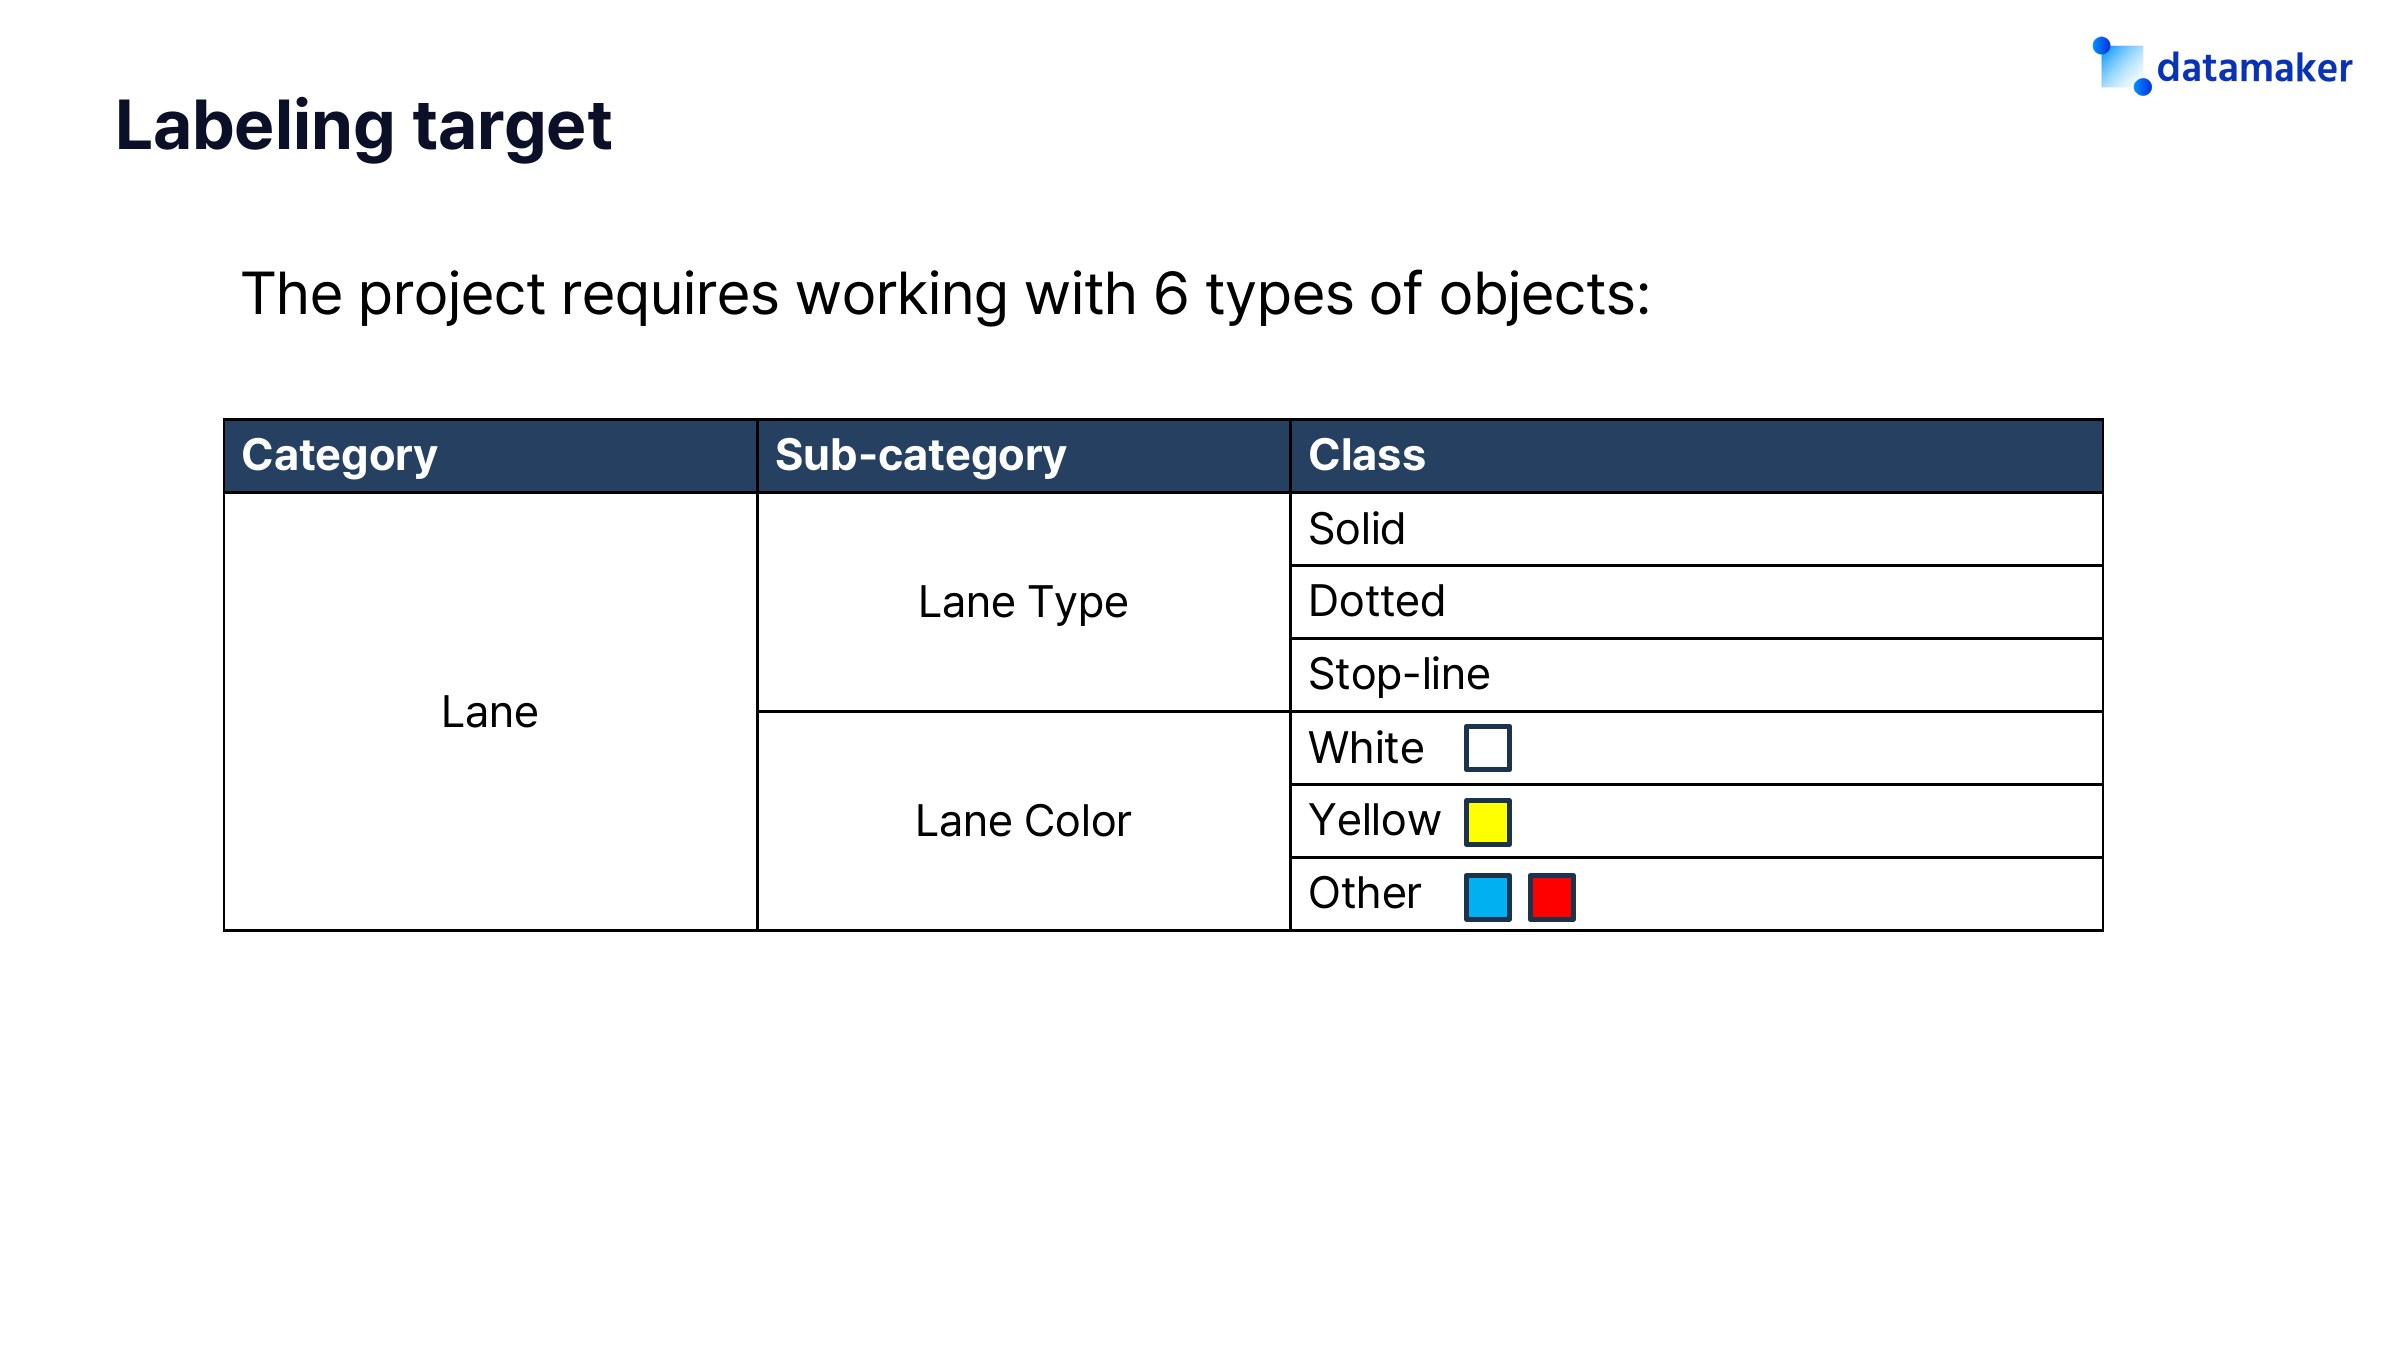 datamaker
Labeling target
The project requires working with 6 types of objects:
Category Sub-category Class
Lane
Lane Type
Solid
Dotted
Stop-line
Lane Color
White
Yellow
Other